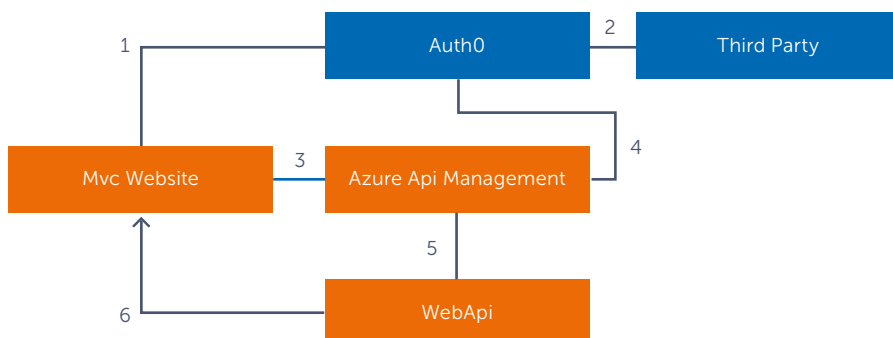 1
Auth0
2
Third Party
Mvc Website
3
Azure Api Management
4
5
6
WebApi